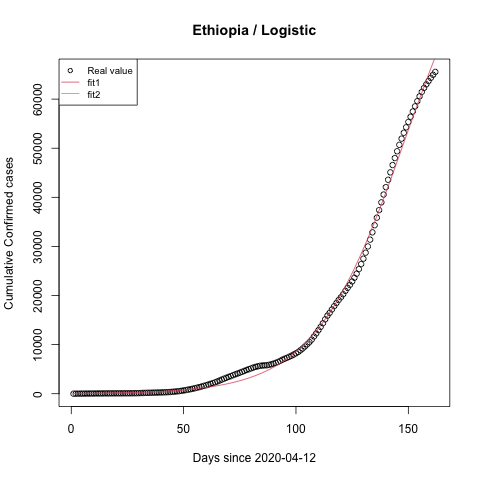 Ethiopia / Logistic
Real value
fit1
fit2
Cumulative Confirmed cases
60000
50000
40000
30000
20000
10000
0
0 50 100 150
Days since 2020-04-12